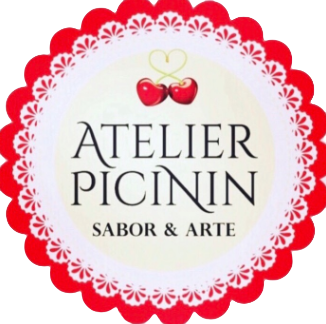 ATELIER
PICININ
SABOR & ARTE